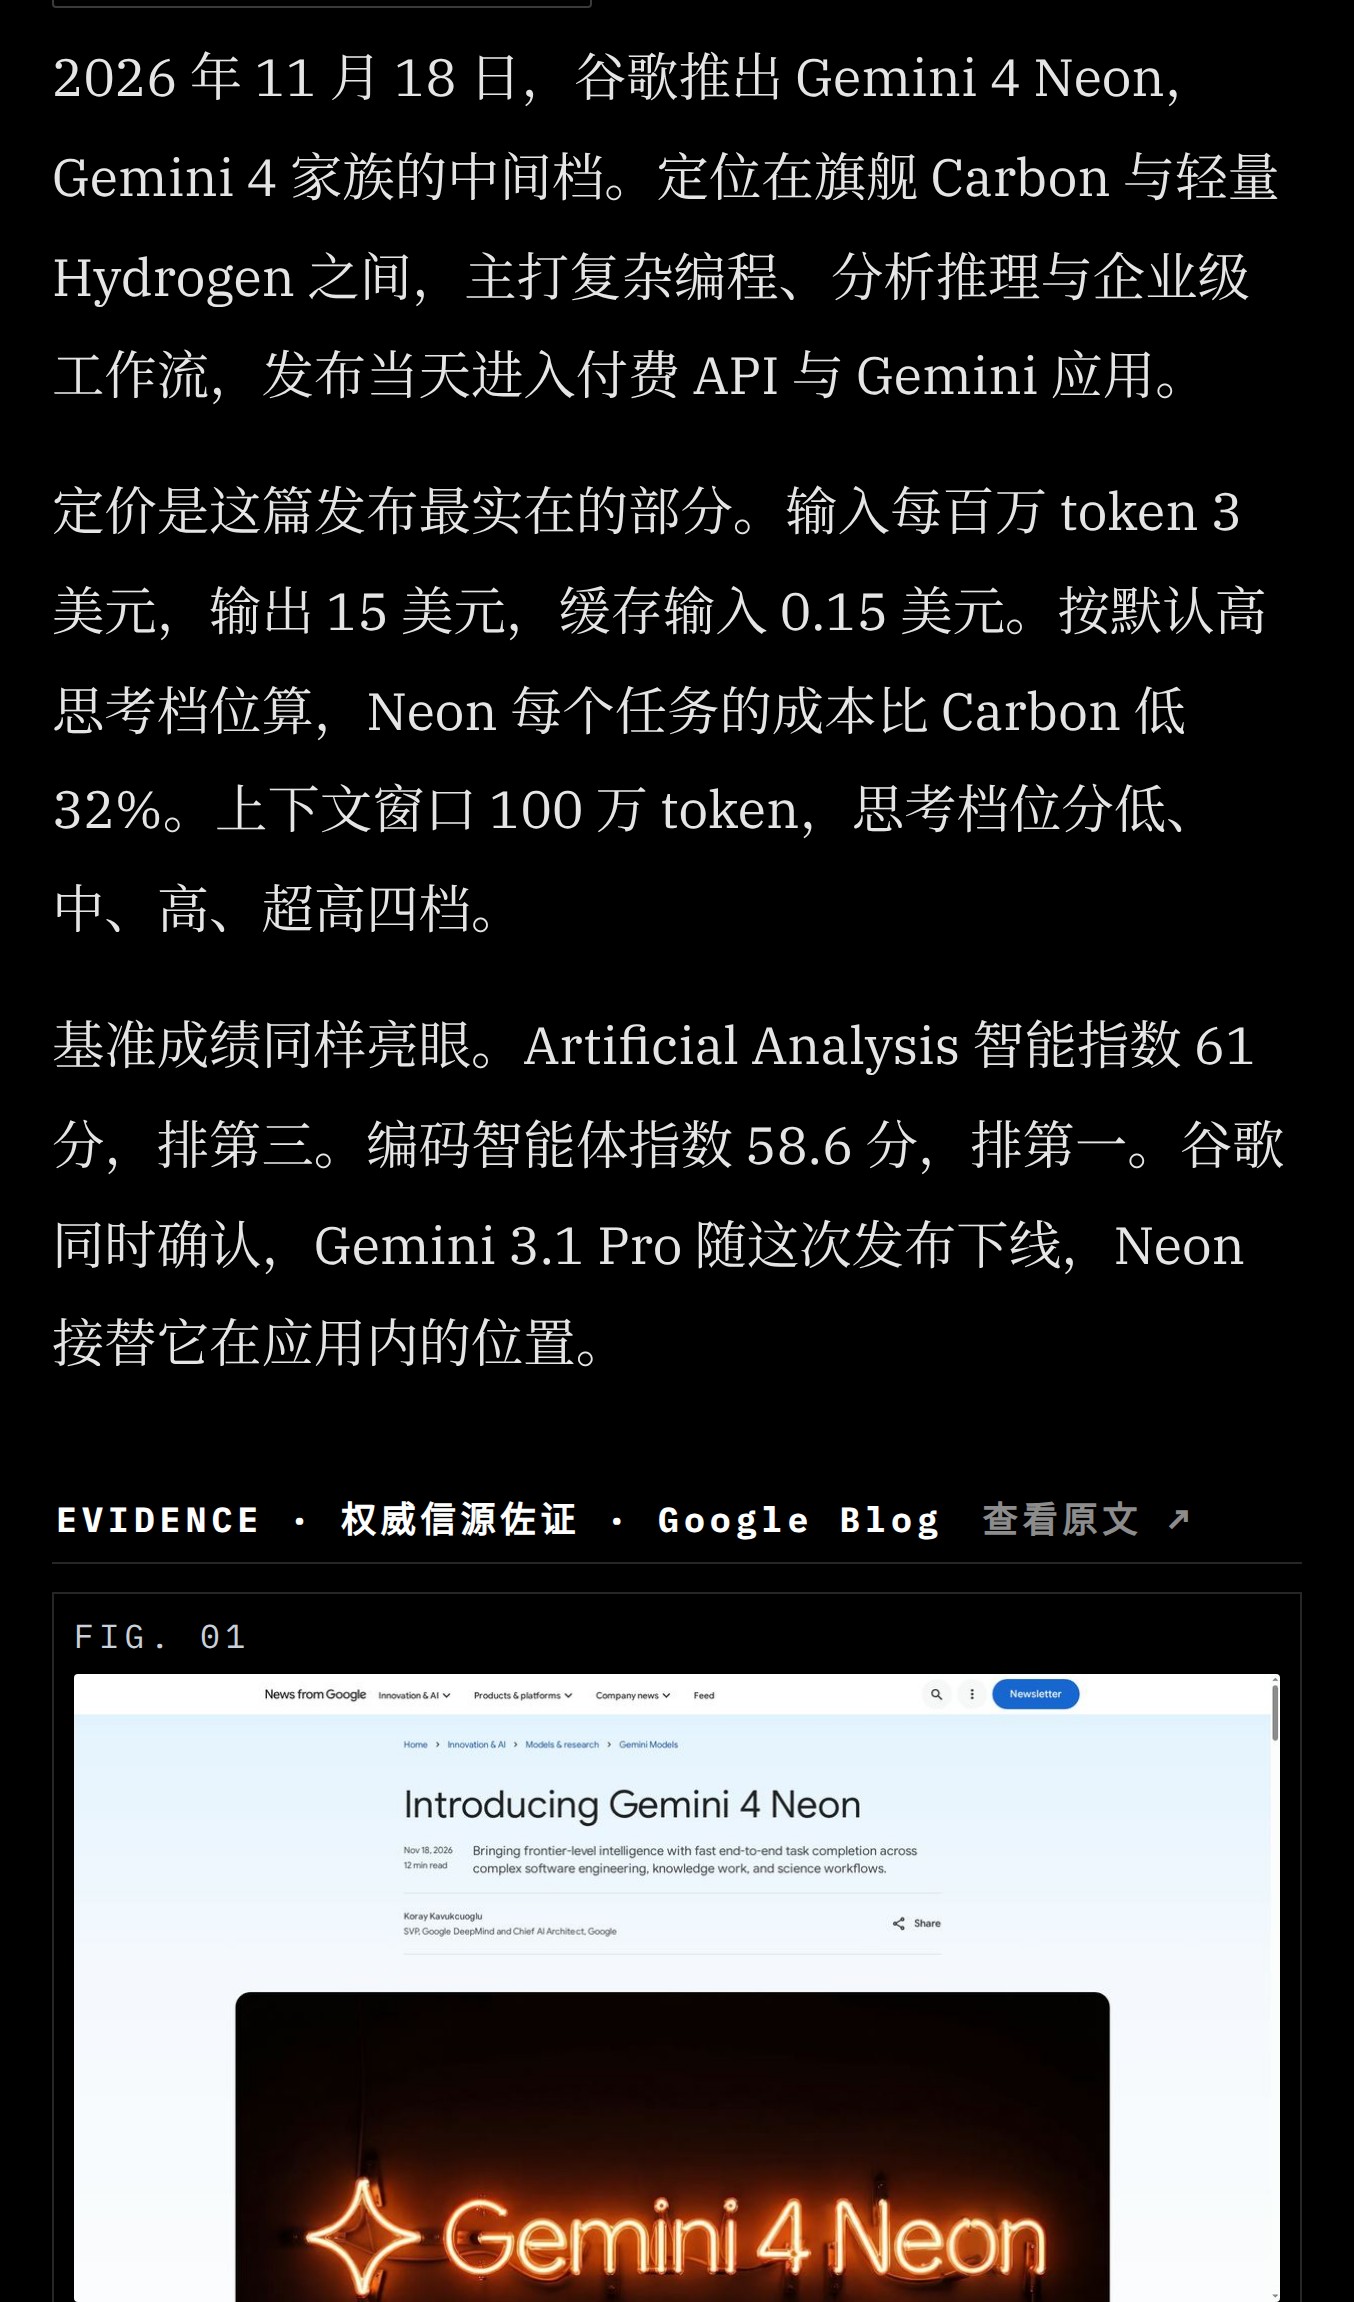 2026 年 11 月 18 日，谷歌推出 Gemini 4 Neon,
Gemini 4 家族的中间档。定位在旗舰 Carbon 与轻量
Hydrogen 之间，主打复杂编程、分析推理与企业级
工作流，发布当天进入付费 API 与 Gemini 应用。
定价是这篇发布最实在的部分。输入每百万 token 3
美元，输出 15 美元，缓存输入 0.15 美元。按默认高
思考档位算，Neon 每个任务的成本比 Carbon 低
32%。上下文窗口 100 万 token，思考档位分低、
中、高、超高四档。
基准成绩同样亮眼。Artificial Analysis 智能指数 61
分，排第三。编码智能体指数 58.6 分，排第一。谷歌
同时确认，Gemini 3.1 Pro 随这次发布下线，Neon
接替它在应用内的位置。
EVIDENCE · 权威信源佐证 · Google Blog 查看原文 ↗
FIG. 01
News from Google Innovation & AI Products & platforms Company news Feed Newsletter
Home > Innovation & AI > Models & research > Gemini Models
Introducing Gemini 4 Neon
Nov 18, 2026
12 min read
Bringing frontier-level intelligence with fast end-to-end task completion across
complex software engineering, knowledge work, and science workflows.
Koray Kavukcuoglu
SVP, Google DeepMind and Chief AI Architect, Google
Share
Gemini 4 Neon